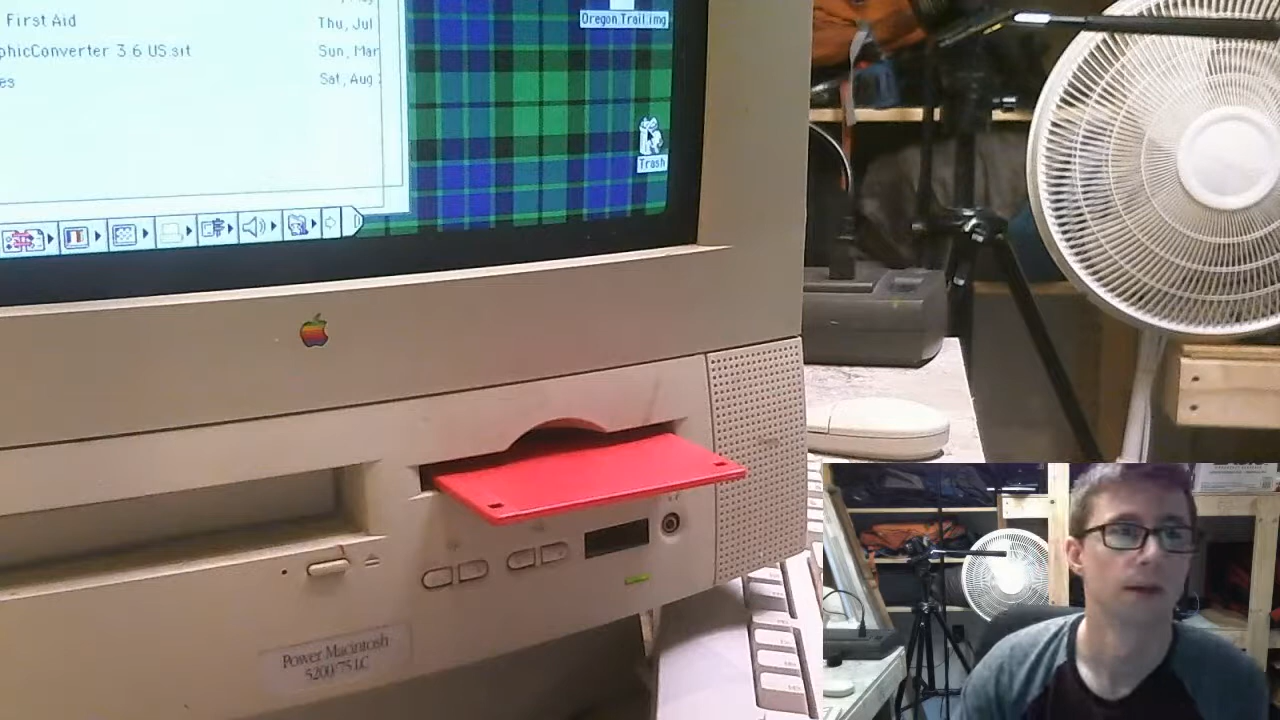 First Aid
Thu, Jul
phicConverter 3.6 US.sit
Sun, Mar
es
Sat, Aug
Oregon Trail.img
Trash
Power Macintosh
5200/75 LC